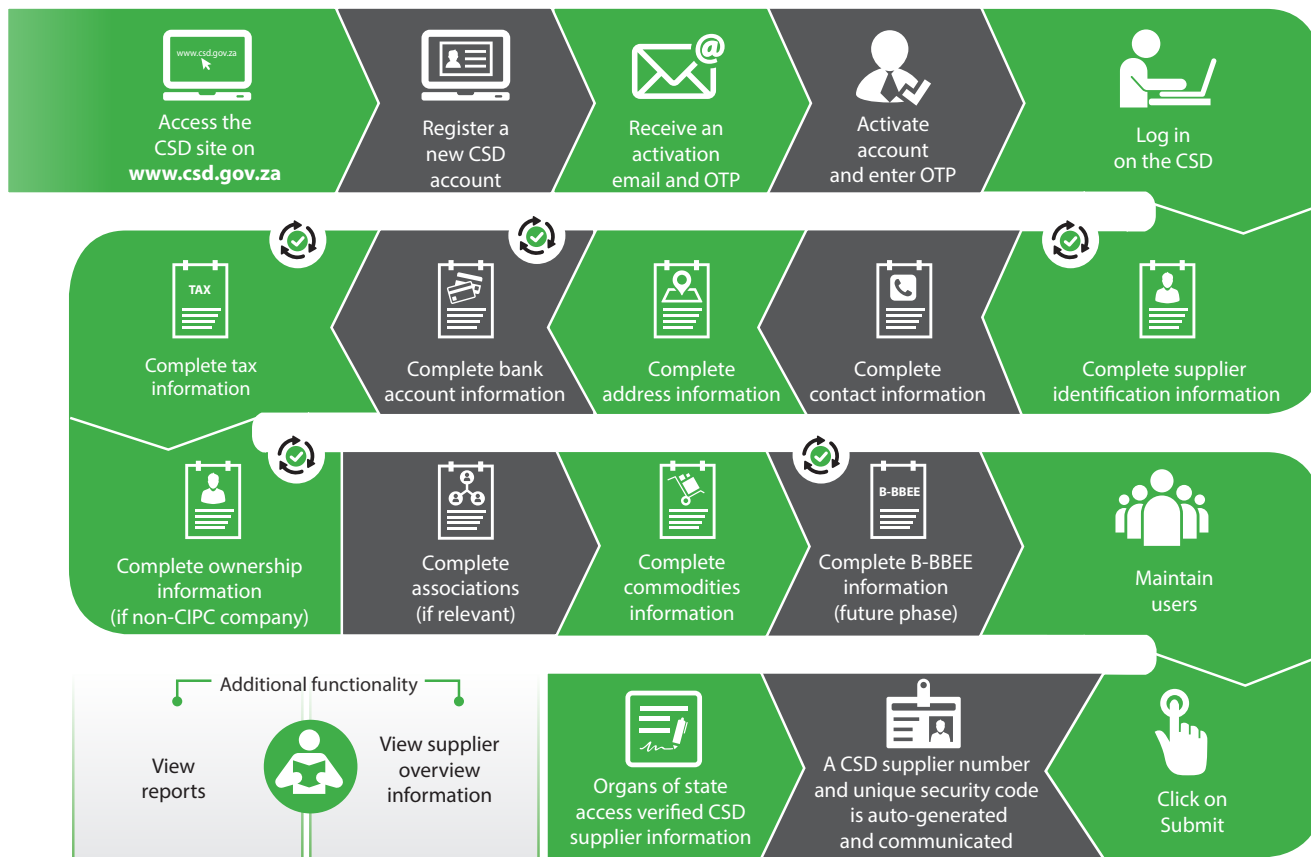 www.csd.gov.za
Access the
CSD site on
www.csd.gov.za
Register a
new CSD
account
Receive an
activation
email and OTP
Activate
account
and enter OTP
Log in
on the CSD
Complete supplier
identification information
Complete
contact information
Complete
address information
Complete bank
account information
TAX
Complete tax
information
Complete ownership
information
(if non-CIPC company)
Complete
associations
(if relevant)
Complete
commodities
information
B-BBEE
Complete B-BBEE
information
(future phase)
Maintain
users
Click on
Submit
A CSD supplier number
and unique security code
is auto-generated
and communicated
Organs of state
access verified CSD
supplier information
Additional functionality
View
reports
View supplier
overview
information